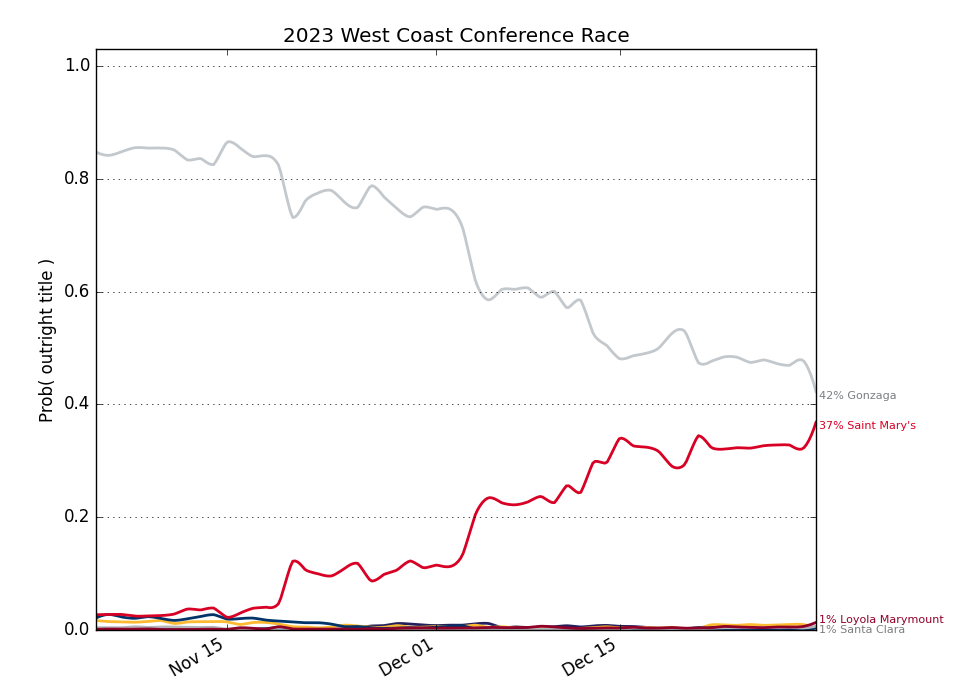 2023 West Coast Conference Race
Prob( outright title )
1.0
0.8
0.6
0.4
0.2
0.0
Nov 15
Dec 01
Dec 15
42% Gonzaga
37% Saint Mary's
1% Loyola Marymount
1% Santa Clara